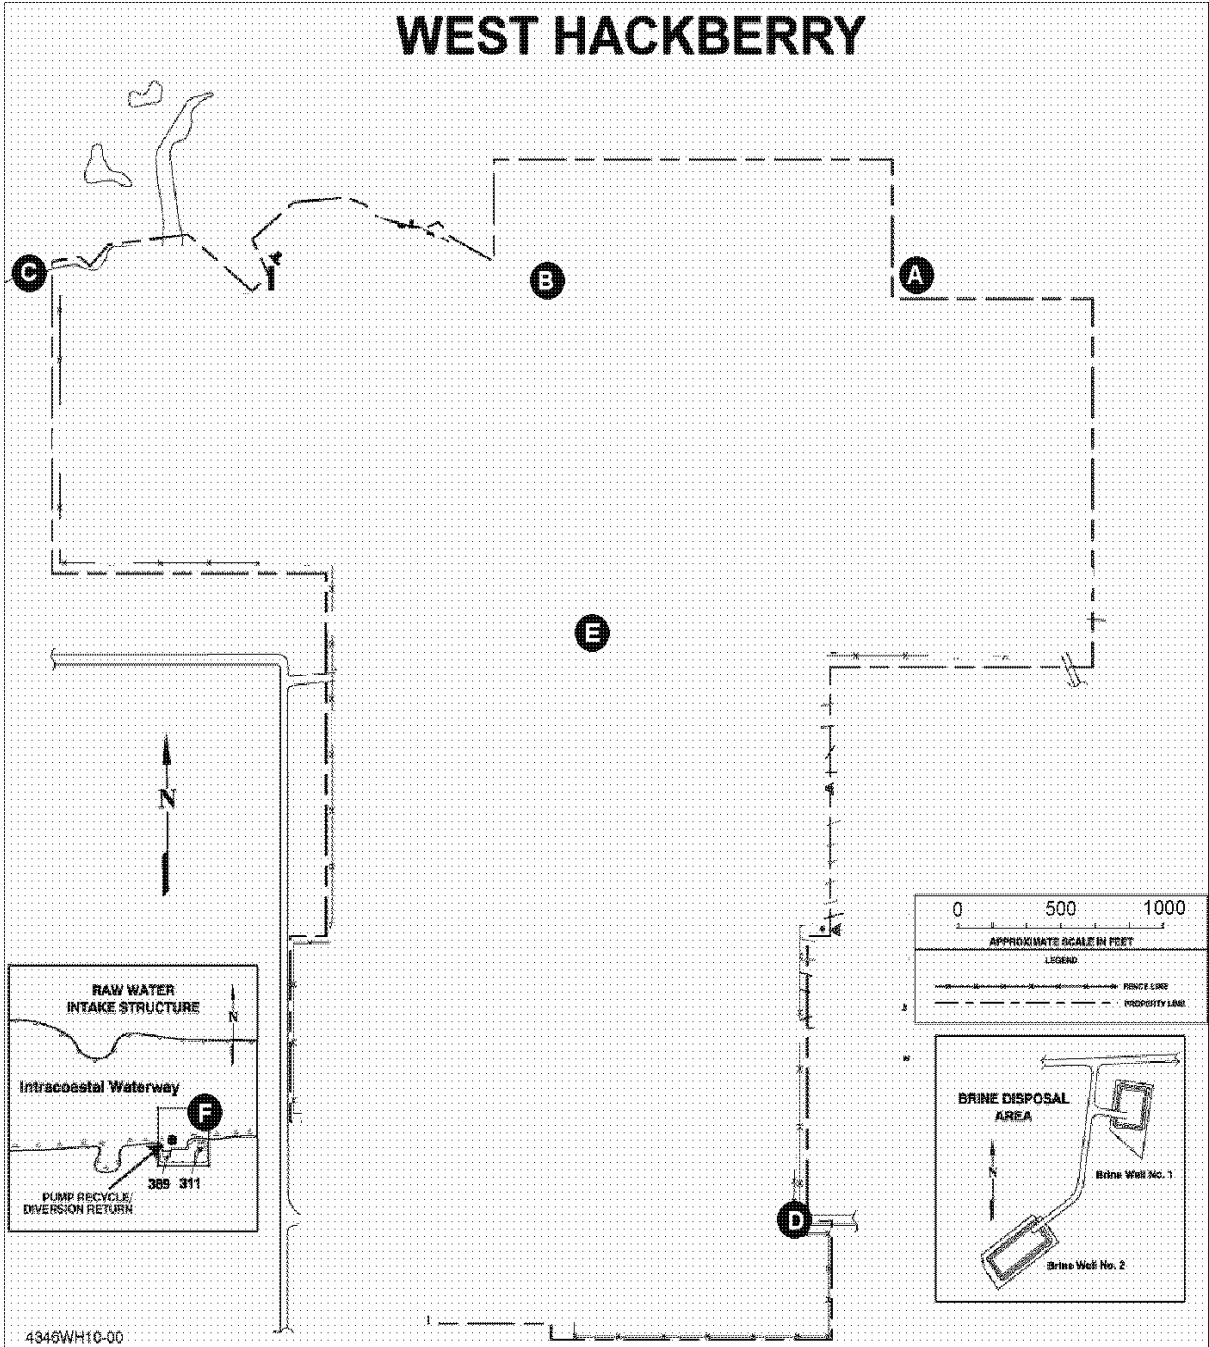 WEST HACKBERRY
C
B
A
E
N
0 500 1000
APPROXIMATE SCALE IN FEET
LEGEND
FENCE LINE
PROPERTY LINE
RAW WATER
INTAKE STRUCTURE
N
Intracoastal Waterway
F
389 311
PUMP RECYCLE/
DIVERSION RETURN
BRINE DISPOSAL
AREA
N
Brine Well No. 1
Brine Well No. 2
D
4346WH10-00